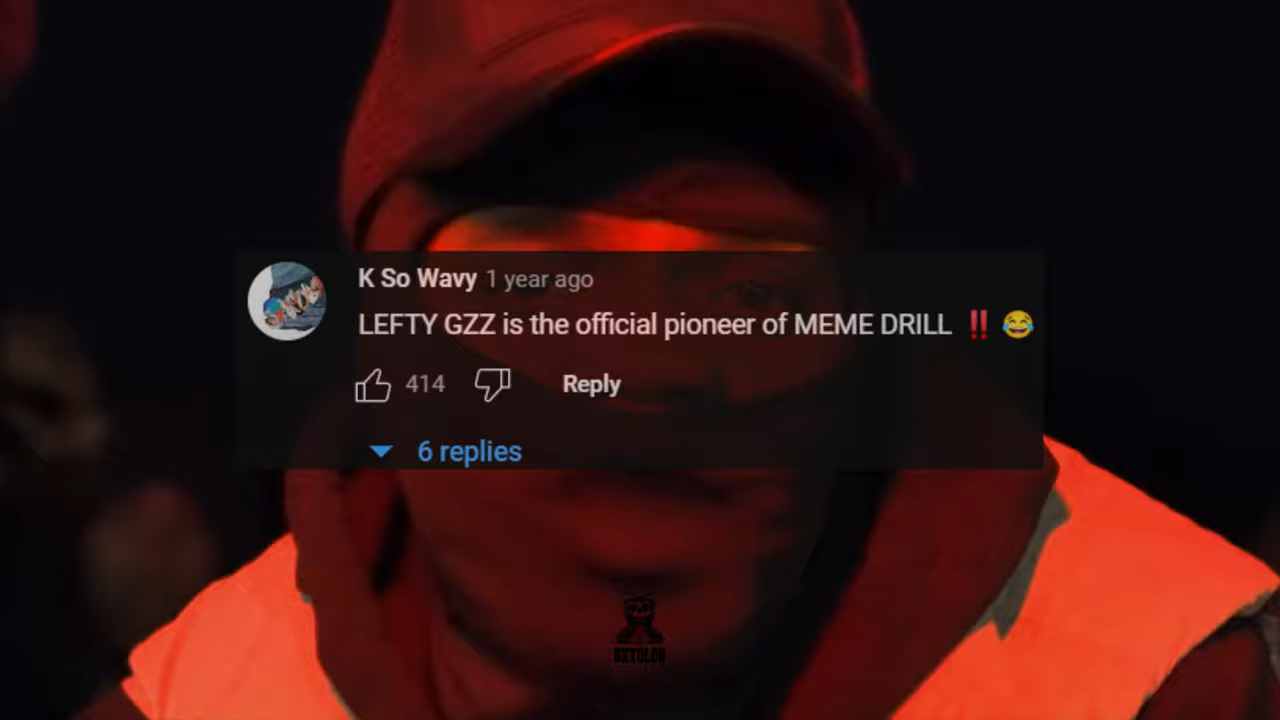 K So Wavy 1 year ago
LEFTY GZZ is the official pioneer of MEME DRILL ‼️ 😂
414 Reply
6 replies